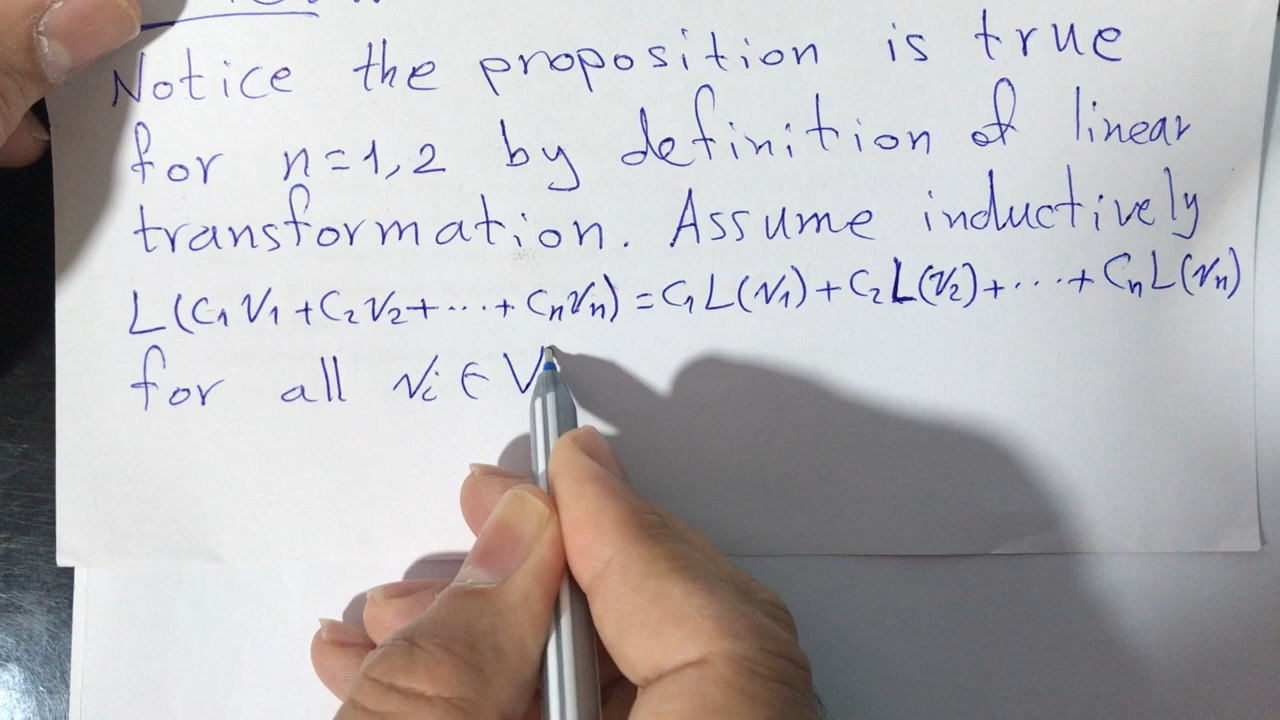 Notice the proposition is true
for n=1,2 by definition of linear
transformation. Assume inductively
L(C₁V₁+C₂V₂+...+CₙVₙ)=C₁L(V₁)+C₂L(V₂)+...+CₙL(Vₙ)
for all Vᵢ∈V